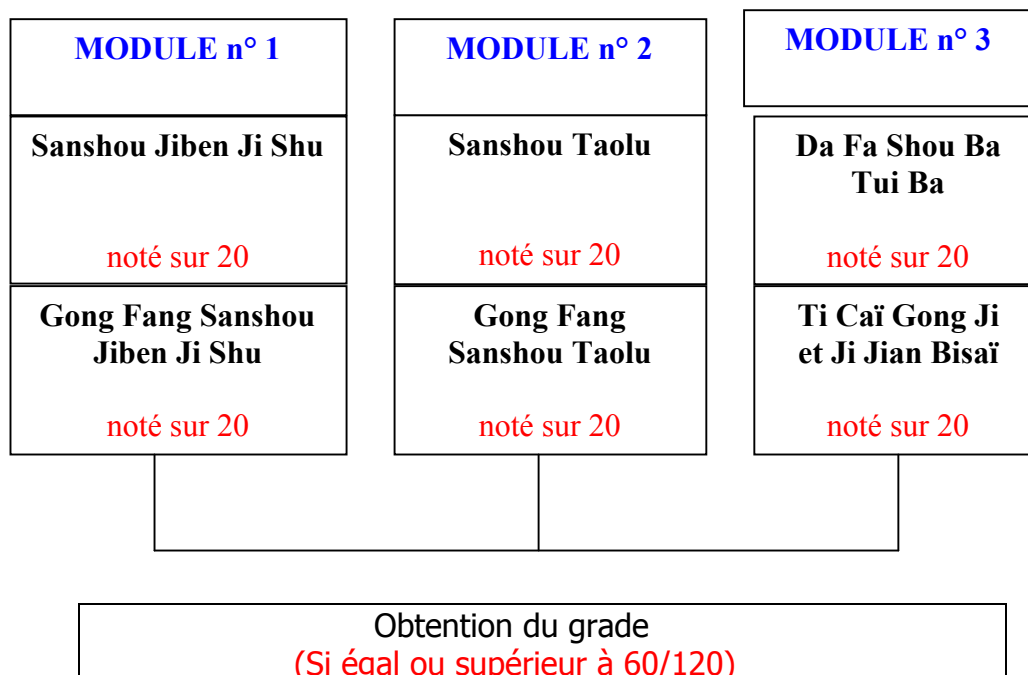 MODULE n° 1
Sanshou Jiben Ji Shu
noté sur 20
Gong Fang Sanshou
Jiben Ji Shu
noté sur 20
MODULE n° 2
Sanshou Taolu
noté sur 20
Gong Fang
Sanshou Taolu
noté sur 20
MODULE n° 3
Da Fa Shou Ba
Tui Ba
noté sur 20
Ti Caï Gong Ji
et Ji Jian Bisaï
noté sur 20
Obtention du grade
(Si égal ou supérieur à 60/120)